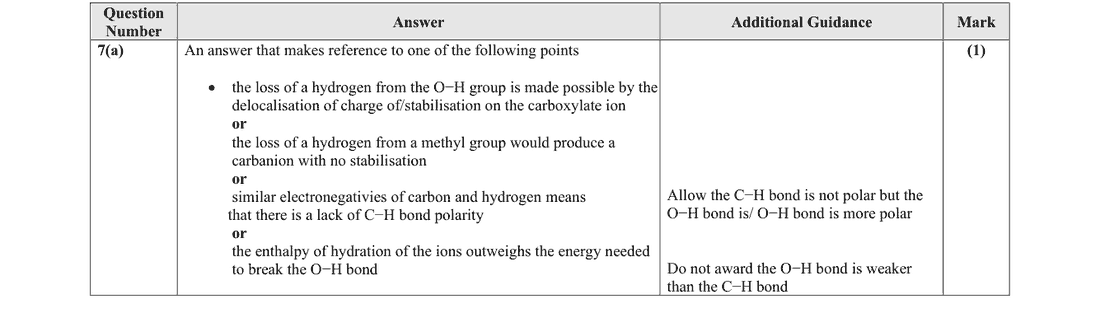 Question
Number
Answer
Additional Guidance
Mark
7(a)
An answer that makes reference to one of the following points
(1)
• the loss of a hydrogen from the O−H group is made possible by the
delocalisation of charge of/stabilisation on the carboxylate ion
or
the loss of a hydrogen from a methyl group would produce a
carbanion with no stabilisation
or
similar electronegativies of carbon and hydrogen means
that there is a lack of C−H bond polarity
or
the enthalpy of hydration of the ions outweighs the energy needed
to break the O−H bond
Allow the C−H bond is not polar but the
O−H bond is/ O−H bond is more polar
Do not award the O−H bond is weaker
than the C−H bond